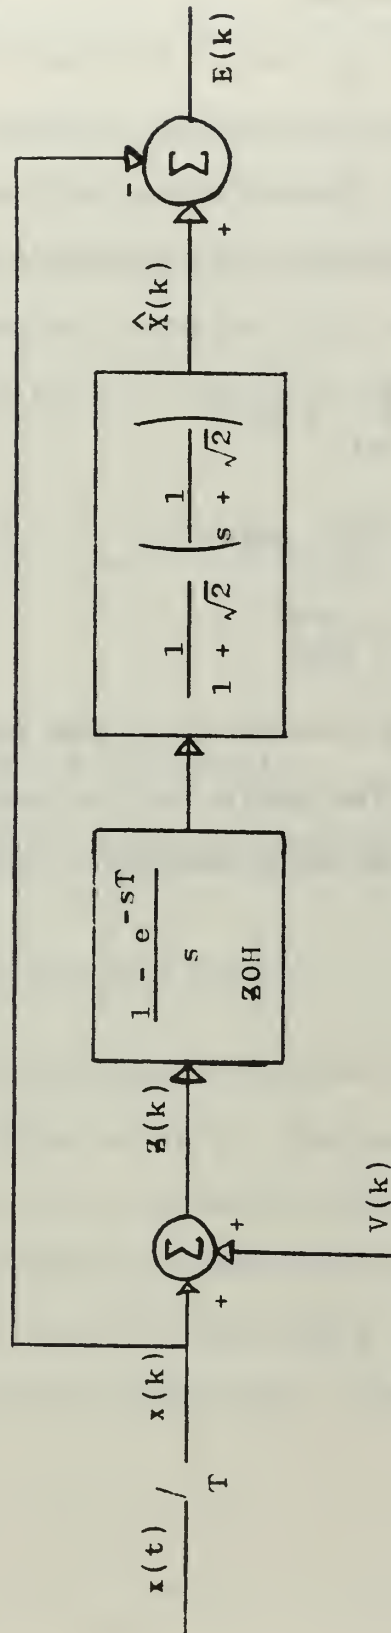 x(t)
T
x(k)
-
+
Σ
+
V(k)
Z(k)
1 - e^-sT
s
ZOH
(1 / 1 + √2) (1 / s + √2)
X̂(k)
+
Σ
E(k)